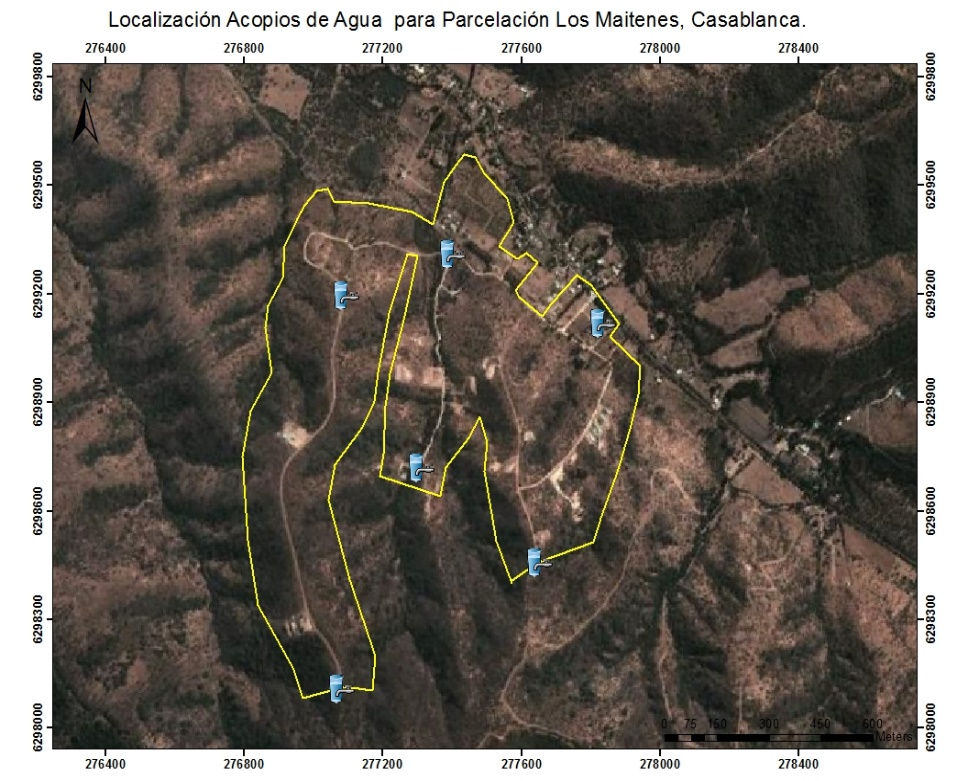 Localización Acopios de Agua  para Parcelación Los Maitenes, Casablanca.
276400 276800 277200 277600 278000 278400
6299800 6299800
N
6299500 6299500
6299200 6299200
6298900 6298900
6298600 6298600
6298300 6298300
6298000 6298000
0 75 150 300 450 600
Meters
276400 276800 277200 277600 278000 278400